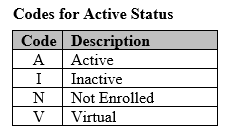 Codes for Active Status
Code Description
A Active
I Inactive
N Not Enrolled
V Virtual